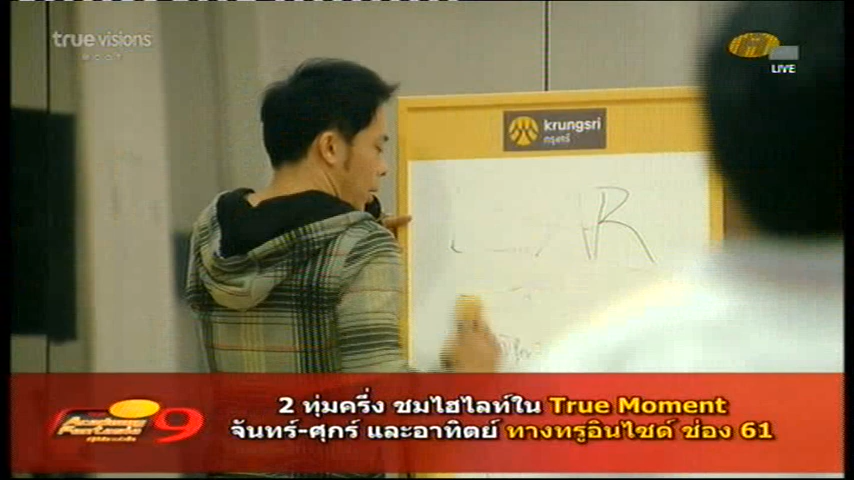 truevisions
LIVE
krungsri
กรุงศรี
R
2 ทุ่มครึ่ง ชมไฮไลท์ใน True Moment
จันทร์-ศุกร์ และอาทิตย์ ทางทรูอินไซด์ ช่อง 61
Academy
Fantasia
9